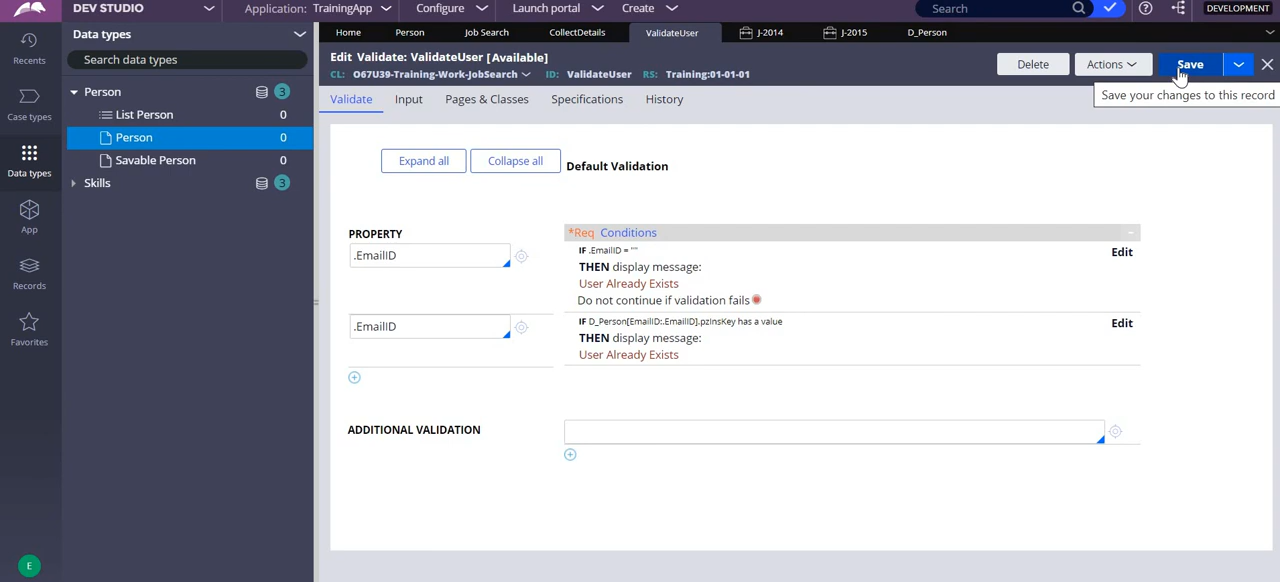 DEV STUDIO
Application: TrainingApp
Configure
Launch portal
Create
Search
DEVELOPMENT
Recents
Case types
Data types
App
Records
Favorites
E
Data types
Search data types
Person 3
List Person 0
Person 0
Savable Person 0
Skills 3
Home
Person
Job Search
CollectDetails
ValidateUser
J-2014
J-2015
D_Person
Edit Validate: ValidateUser [Available]
CL: O67U39-Training-Work-JobSearch ID: ValidateUser RS: Training:01-01-01
Delete
Actions
Save
Save your changes to this record
Validate
Input
Pages & Classes
Specifications
History
Expand all
Collapse all
Default Validation
PROPERTY
*Req Conditions
.EmailID
IF .EmailID = ""
Edit
THEN display message:
User Already Exists
Do not continue if validation fails
.EmailID
IF D_Person[EmailID:.EmailID].pzInsKey has a value
Edit
THEN display message:
User Already Exists
ADDITIONAL VALIDATION